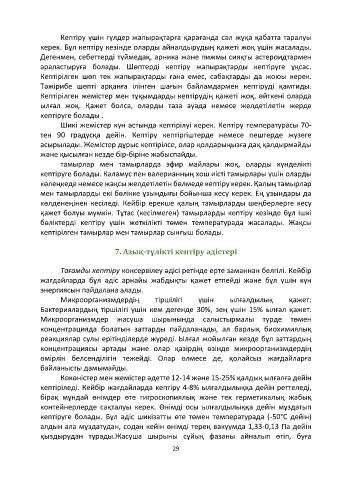 Кептіру үшін гүлдер жапырақтарға қарағанда сәл жұқа қабатта таралуы
керек. Бұл кептіру кезінде оларды айналдырудың қажеті жоқ үшін жасалады.
Дегенмен, себеттерді түймедақ, арника және пижмы сияқты астероидтармен
араластыруға болады. Шөптерді кептіру жапырақтарды кептіруге ұқсас.
Кептірілген шөп тек жапырақтарды ғана емес, сабақтарды да жоюы керек.
Тәжірибе шөпті арқанға ілінген шағын байламдармен кептіруді қамтиды.
Кептірілген жемістер мен тұқымдарды кептірудің қажеті жоқ, өйткені оларда
ылғал жоқ. Қажет болса, оларды таза ауада немесе желдетілетін жерде
кептіруге болады .
Шикі жемістер күн астында кептірілуі керек. Кептіру температурасы 70-
тен 90 градусқа дейін. Кептіру кептіргіштерде немесе пештерде жүзеге
асырылады. Жемістер дұрыс кептірілсе, олар қолдарыңызға дақ қалдырмайды
және қысылған кезде бір-біріне жабыспайды.
тамырлар мен тамырларда эфир майлары жоқ, оларды күнделікті
кептіруге болады. Каламус пен валерианның хош иісті тамырлары үшін оларды
көлеңкеде немесе жақсы желдетілетін бөлмеде кептіру керек. Қалың тамырлар
мен тамырларды екі бөлікке ұзындығы бойынша кесу керек. Ең ұзындары да
көлденеңінен кесіледі. Кейбір ерекше қалың тамырларды шеңберлерге кесу
қажет болуы мүмкін. Тұтас (кесілмеген) тамырларды кептіру кезінде бұл ішкі
бөліктерді кептіру үшін жеткілікті төмен температурада жасалады. Жақсы
кептірілген тамырлар мен тамырлар сынғыш болады.
7. Азық-түлікті кептіру әдістері
Тағамды кептіру консервілеу әдісі ретінде ерте заманнан белгілі. Кейбір
жағдайларда бұл әдіс арнайы жабдықты қажет етпейді және бұл үшін күн
энергиясын пайдалана алады.
Микроорганизмдердің тіршілігі үшін ылғалдылық қажет:
Бактериялардың тіршілігі үшін кем дегенде 30%, зең үшін 15% ылғал қажет.
Микроорганизмдер жасуша шырынында салыстырмалы түрде төмен
концентрацияда болатын заттарды пайдаланады, ал барлық биохимиялық
реакциялар сулы ерітінділерде жүреді. Ылғал жойылған кезде бұл заттардың
концентрациясы артады және олар қазірдің өзінде микроорганизмдердің
өмірлік белсенділігін тежейді. Олар өлмесе де, қолайсыз жағдайларға
байланысты дамымайды.
Көкөністер мен жемістер әдетте 12-14 және 15-25% қалдық ылғалға дейін
кептіріледі. Кейбір жағдайларда кептіру 4-8% ылғалдылыққа дейін реттеледі,
бірақ мұндай өнімдер өте гигроскопиялық және тек герметикалық жабық
контейнерлерде сақталуы керек. Өнімді осы ылғалдылыққа дейін мұздатып
кептіруге болады. Бұл әдіс шикізатты өте төмен температурада (-50°C дейін)
алдын ала мұздатудан, содан кейін өнімді терең вакуумда 1,33-0,13 Па дейін
қыздырудан тұрады.Жасуша шырыны сұйық фазаны айналып өтіп, буға
29